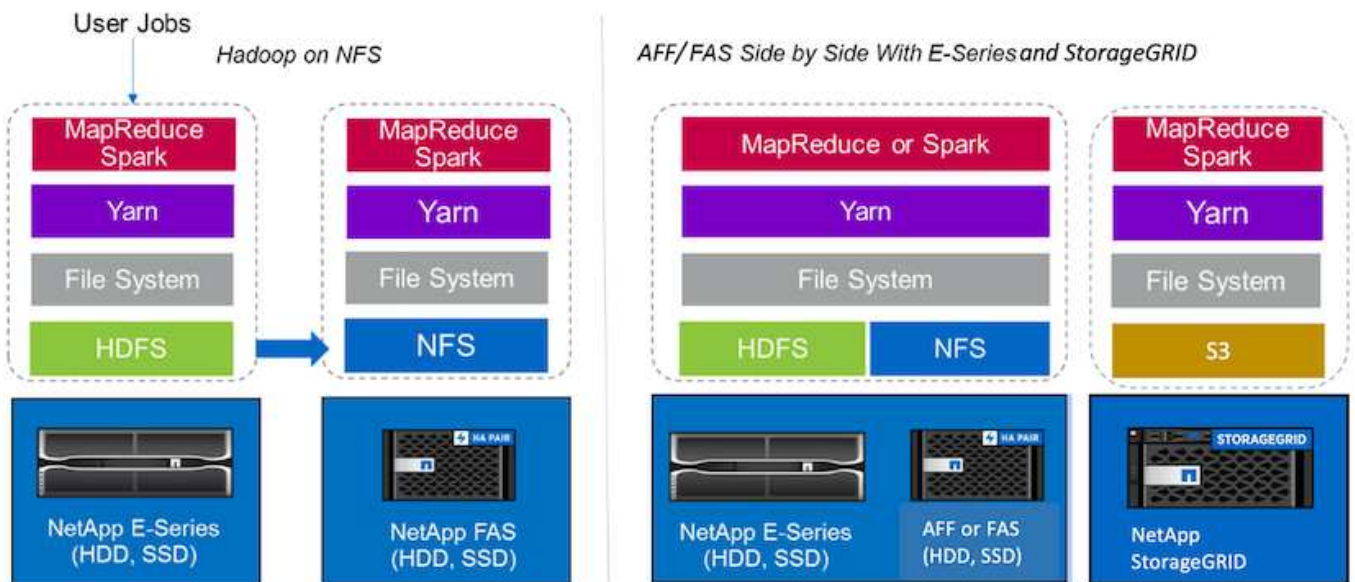 User Jobs
Hadoop on NFS
MapReduce
Spark
Yarn
File System
HDFS
NetApp E-Series
(HDD, SSD)
MapReduce
Spark
Yarn
File System
NFS
HA PAIR
NetApp FAS
(HDD, SSD)
AFF/FAS Side by Side With E-Series and StorageGRID
MapReduce or Spark
Yarn
File System
HDFS
NFS
NetApp E-Series
(HDD, SSD)
HA PAIR
AFF or FAS
(HDD, SSD)
MapReduce
Spark
Yarn
File System
S3
STORAGEGRID
NetApp
StorageGRID